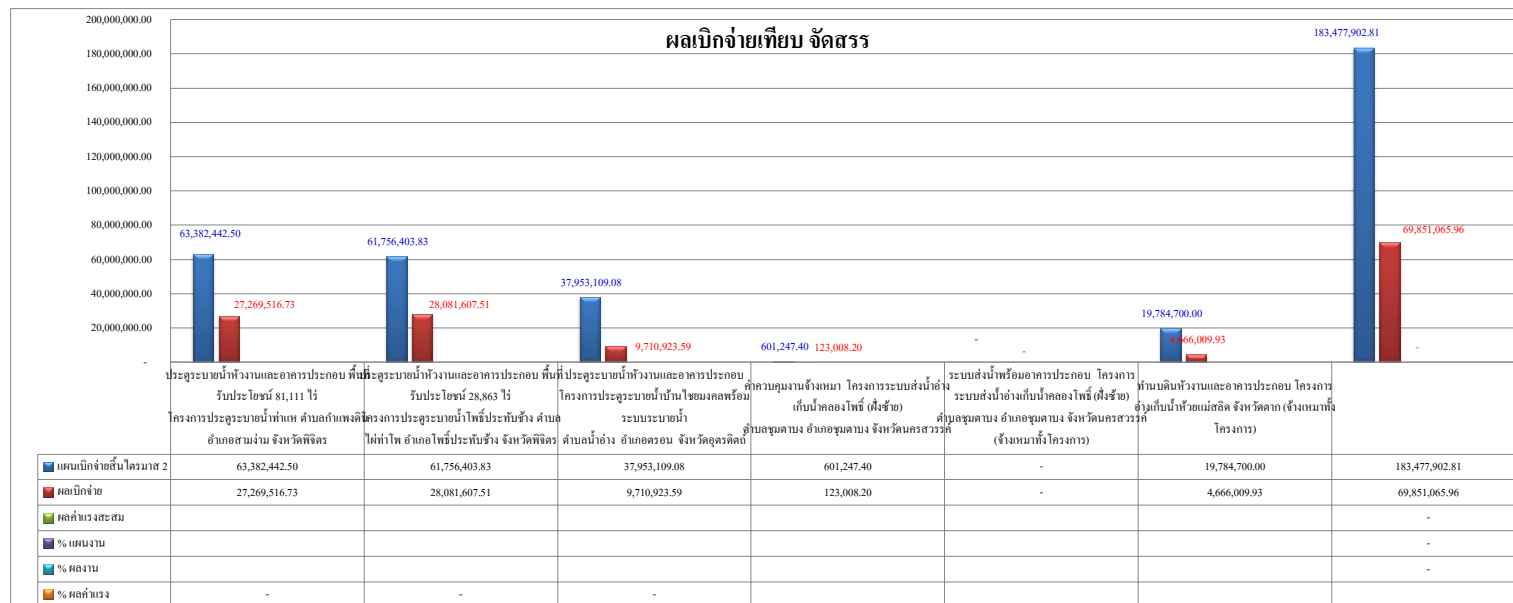 ผลเบิกจ่ายเทียบ จัดสรร
200,000,000.00
180,000,000.00
160,000,000.00
140,000,000.00
120,000,000.00
100,000,000.00
80,000,000.00
60,000,000.00
40,000,000.00
20,000,000.00
-
63,382,442.50
27,269,516.73
61,756,403.83
28,081,607.51
37,953,109.08
9,710,923.59
601,247.40
123,008.20
-
-
19,784,700.00
4,666,009.93
183,477,902.81
69,851,065.96
-
ประตูระบายน้ำหัวงานและอาคารประกอบ พื้นที่
รับประโยชน์ 81,111 ไร่
โครงการประตูระบายน้ำท่าแห ตำบลกำแพงดิน
อำเภอสามง่าม จังหวัดพิจิตร
ประตูระบายน้ำหัวงานและอาคารประกอบ พื้นที่
รับประโยชน์ 28,863 ไร่
โครงการประตูระบายน้ำโพธิ์ประทับช้าง ตำบล
ไผ่ท่าโพ อำเภอโพธิ์ประทับช้าง จังหวัดพิจิตร
ประตูระบายน้ำหัวงานและอาคารประกอบ
โครงการประตูระบายน้ำบ้านไชยมงคลพร้อม
ระบบระบายน้ำ
ตำบลน้ำอ่าง อำเภอตรอน จังหวัดอุตรดิตถ์
ค่าควบคุมงานจ้างเหมา โครงการระบบส่งน้ำอ่าง
เก็บน้ำคลองโพธิ์ (ฝั่งซ้าย)
ตำบลชุมตาบง อำเภอชุมตาบง จังหวัดนครสวรรค์
ระบบส่งน้ำพร้อมอาคารประกอบ โครงการ
ระบบส่งน้ำอ่างเก็บน้ำคลองโพธิ์ (ฝั่งซ้าย)
ตำบลชุมตาบง อำเภอชุมตาบง จังหวัดนครสวรรค์
(จ้างเหมาทั้งโครงการ)
ทำนบดินหัวงานและอาคารประกอบ โครงการ
อ่างเก็บน้ำห้วยแม่สลิด จังหวัดตาก (จ้างเหมาทั้ง
โครงการ)
แผนเบิกจ่ายสิ้นไตรมาส 2 63,382,442.50 61,756,403.83 37,953,109.08 601,247.40 - 19,784,700.00 183,477,902.81
ผลเบิกจ่าย 27,269,516.73 28,081,607.51 9,710,923.59 123,008.20 - 4,666,009.93 69,851,065.96
ผลค่าแรงสะสม -
% แผนงาน -
% ผลงาน -
% ผลค่าแรง - - -